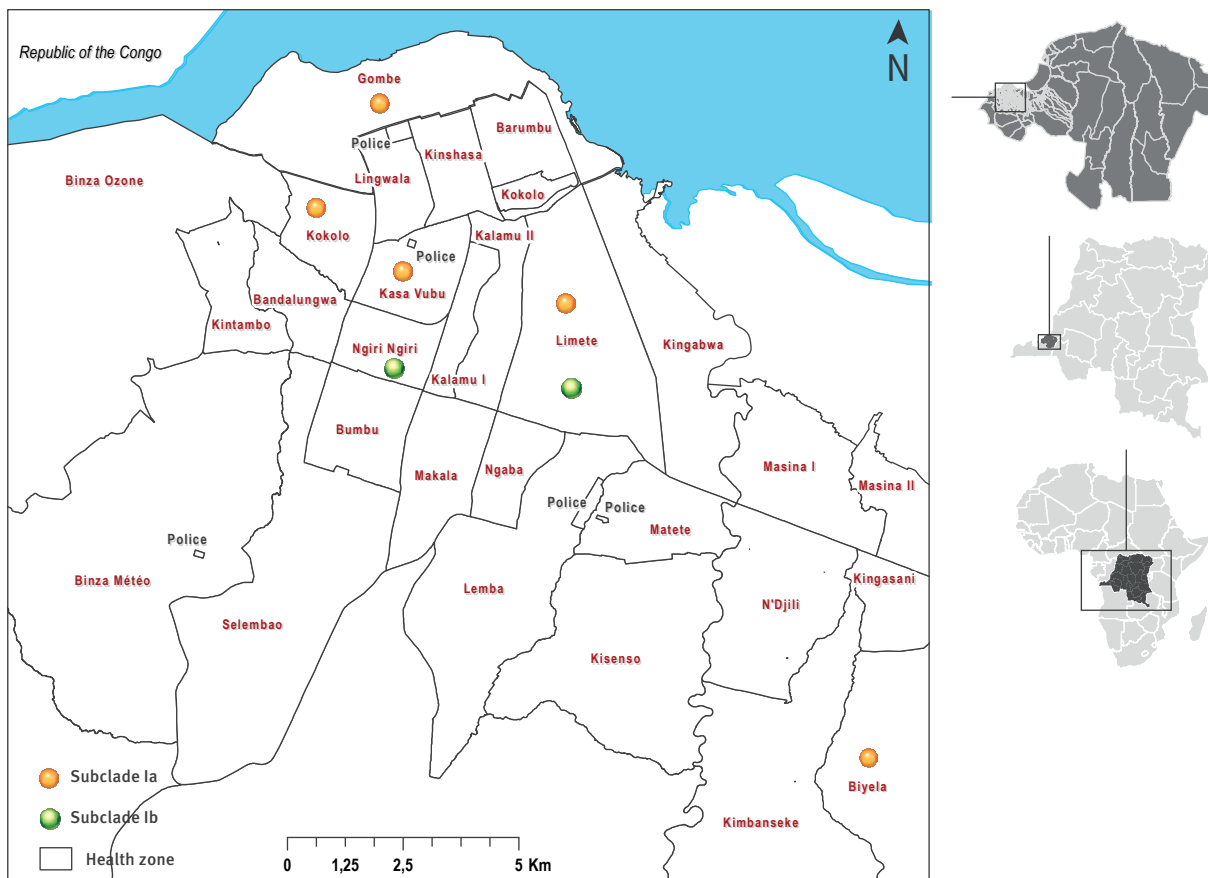 Republic of the Congo
N
Gombe
Police
Barumbu
Kinshasa
Lingwala
Binza Ozone
Kokolo
Kokolo
Kalamu II
Police
Kasa Vubu
Bandalungwa
Kintambo
Limete
Kingabwa
Ngiri Ngiri
Kalamu I
Bumbu
Makala
Ngaba
Masina I
Masina II
Police
Police
Matete
Police
Binza Météo
Kingasani
Lemba
N'Djili
Selembao
Kisenso
Subclade Ia
Biyela
Subclade Ib
Kimbanseke
Health zone
0 1,25 2,5 5 Km